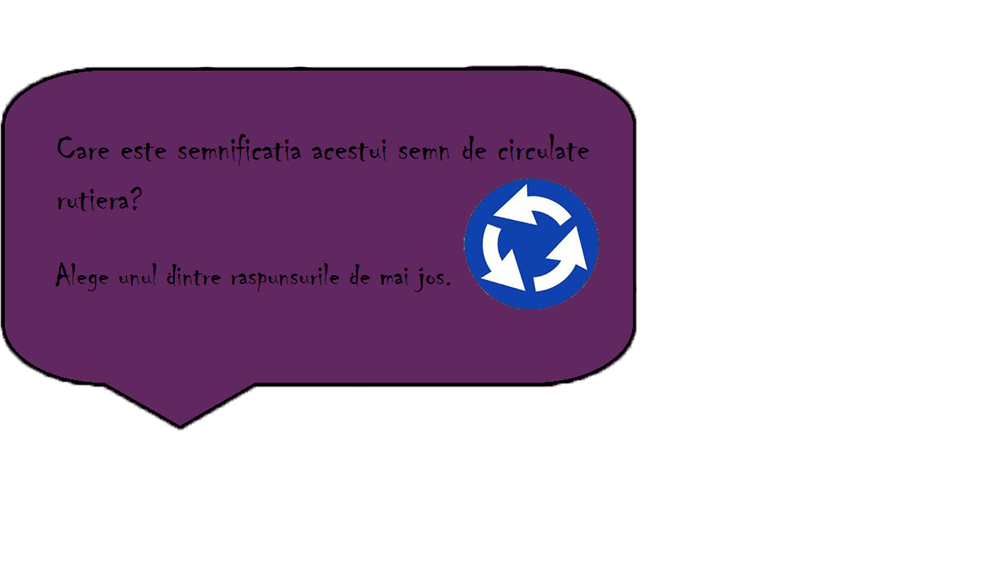 Care este semnificatia acestui semn de circulate
rutiera?
Alege unul dintre raspunsurile de mai jos.